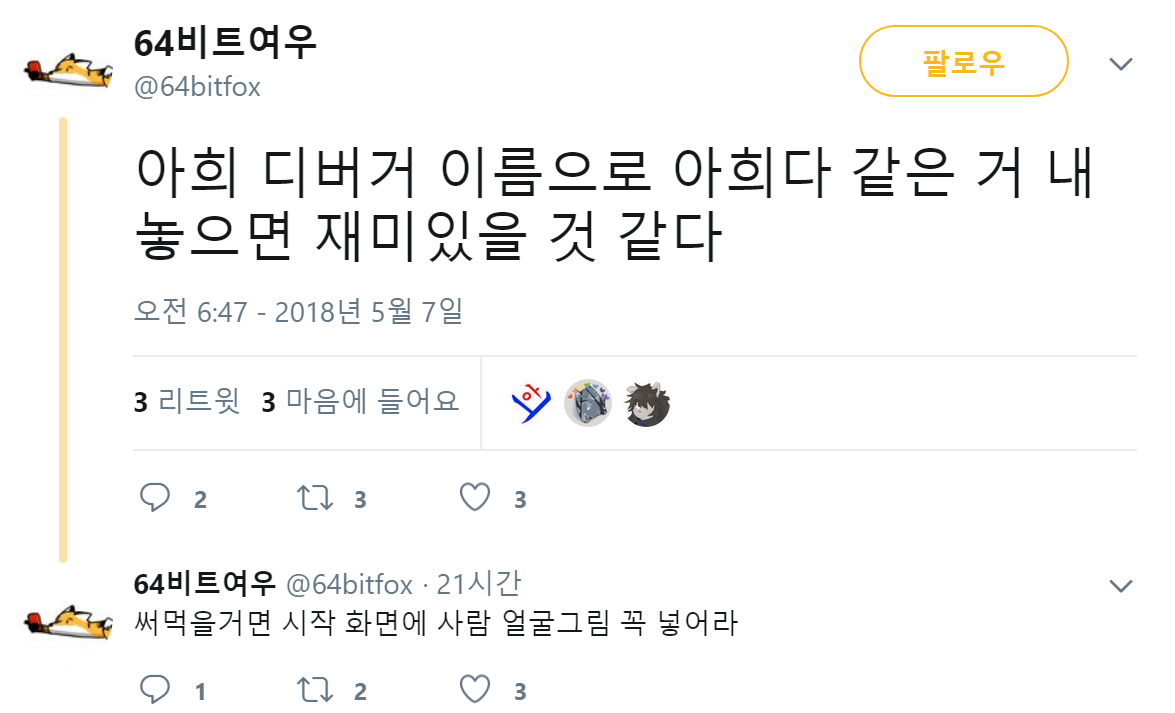 64비트여우
@64bitfox
팔로우
아희 디버거 이름으로 아희다 같은 거 내
놓으면 재미있을 것 같다
오전 6:47 - 2018년 5월 7일
3 리트윗 3 마음에 들어요
아
2 3 3
64비트여우 @64bitfox · 21시간
써먹을거면 시작 화면에 사람 얼굴그림 꼭 넣어라
1 2 3